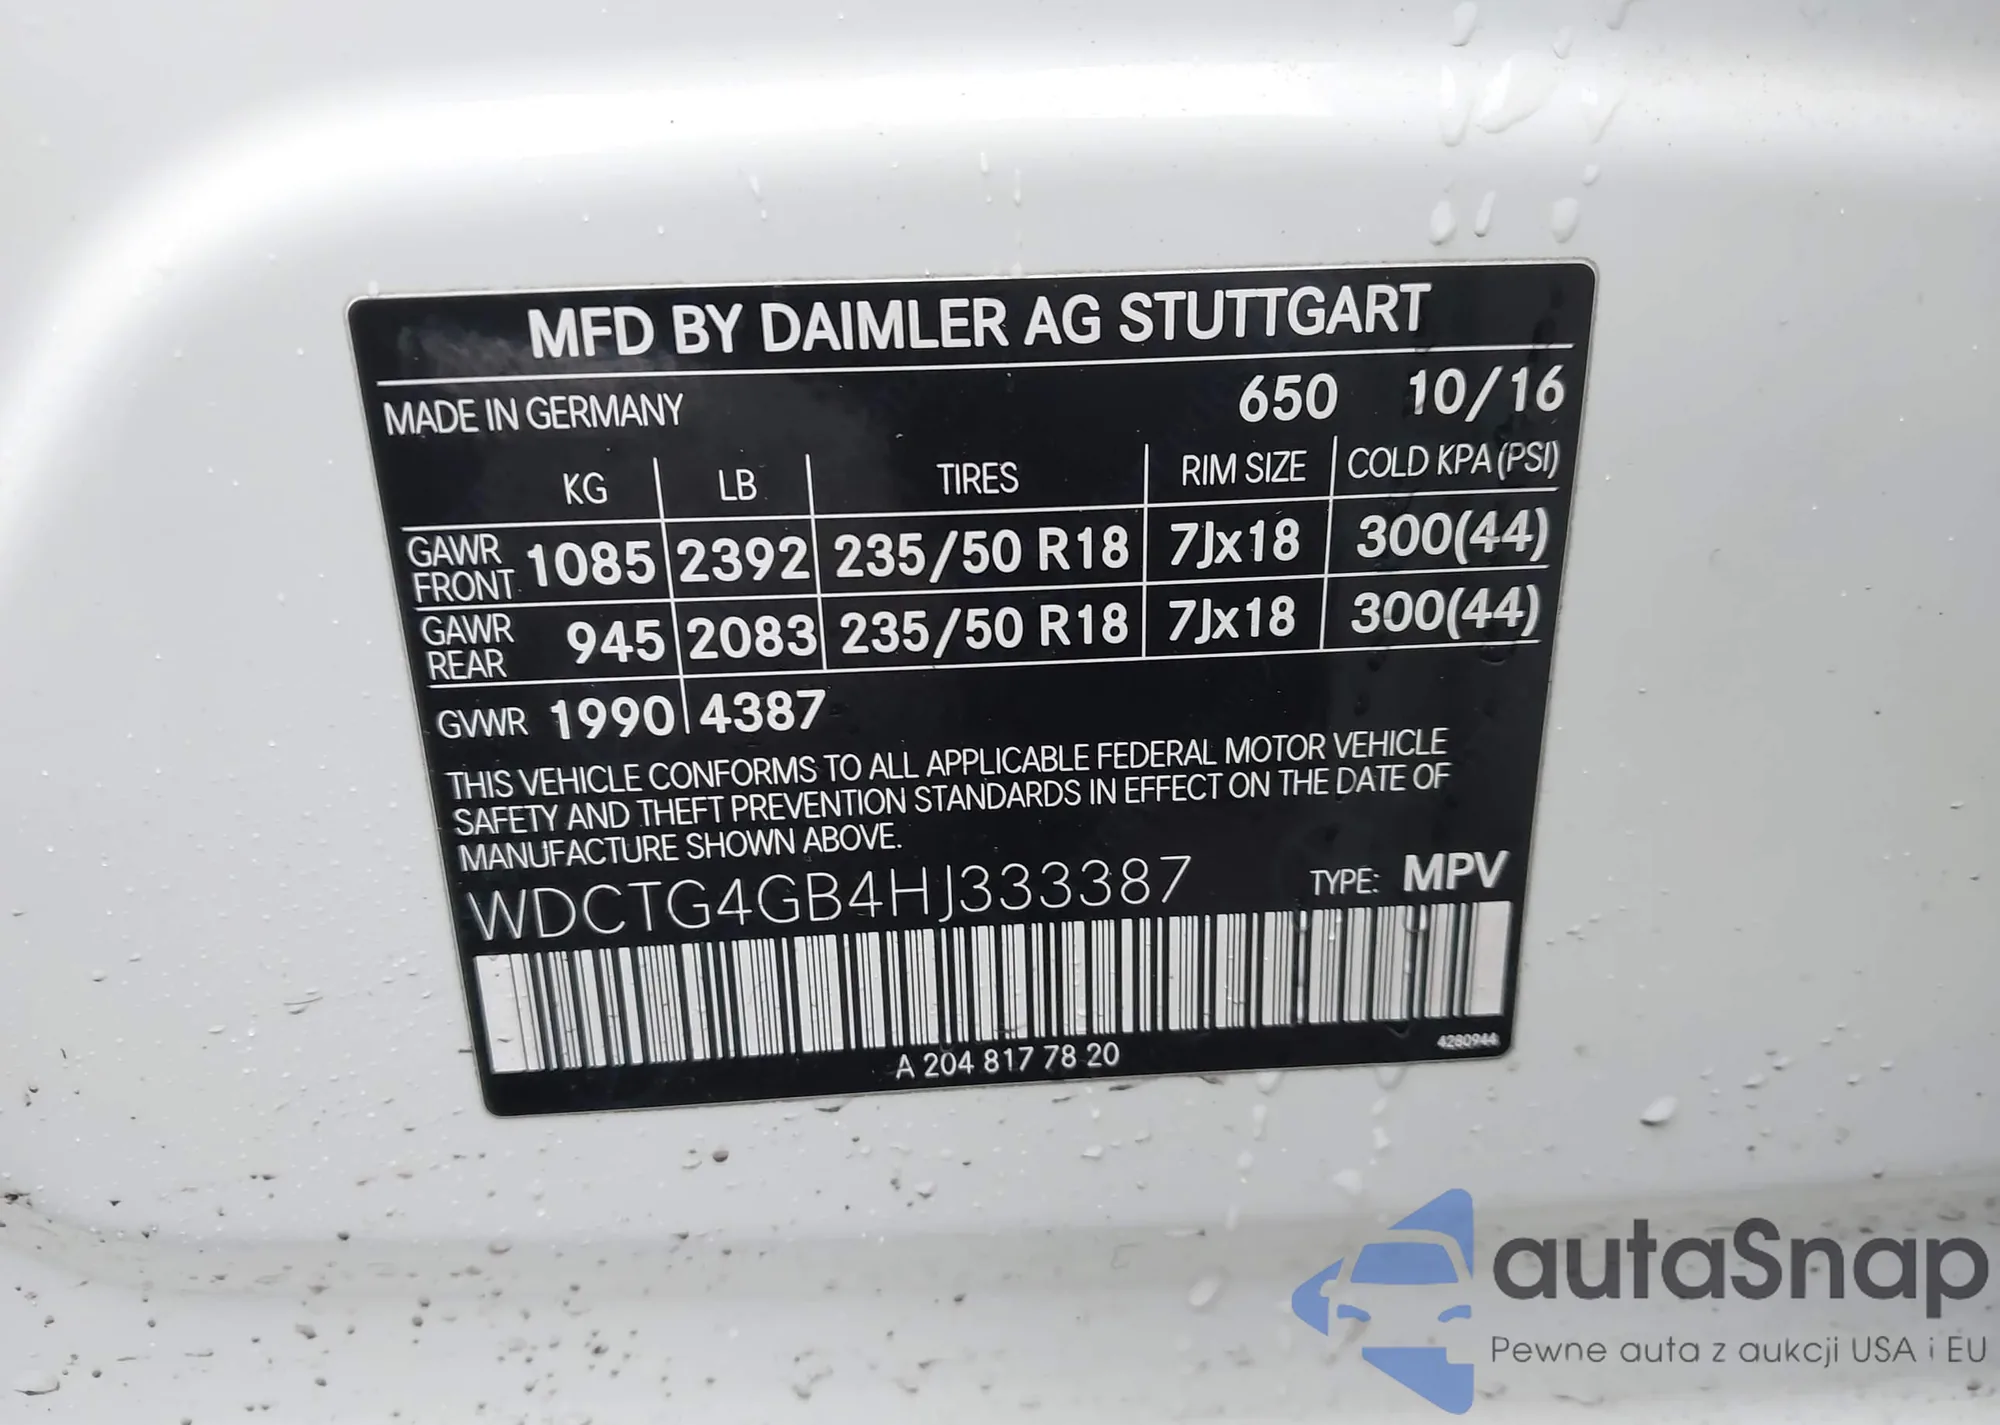 MFD BY DAIMLER AG STUTTGART
MADE IN GERMANY 650 10/16
KG LB TIRES RIM SIZE COLD KPA (PSI)
GAWR FRONT 1085 2392 235/50 R18 7Jx18 300(44)
GAWR REAR 945 2083 235/50 R18 7Jx18 300(44)
GVWR 1990 4387
THIS VEHICLE CONFORMS TO ALL APPLICABLE FEDERAL MOTOR VEHICLE
SAFETY AND THEFT PREVENTION STANDARDS IN EFFECT ON THE DATE OF
MANUFACTURE SHOWN ABOVE.
WDCTG4GB4HJ333387 TYPE: MPV
A 204 817 78 20
4280944
autaSnap
Pewne auta z aukcji USA i EU